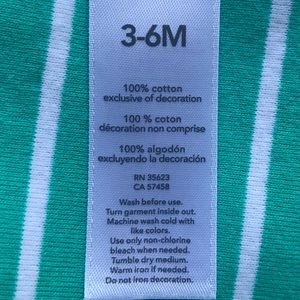 3-6M
100% cotton
exclusive of decoration
100 % coton
décoration non comprise
100% algodón
excluyendo la decoración
RN 35623
CA 57458
Wash before use.
Turn garment inside out.
Machine wash cold with
like colors.
Use only non-chlorine
bleach when needed.
Tumble dry medium.
Warm iron if needed.
Do not iron decoration.